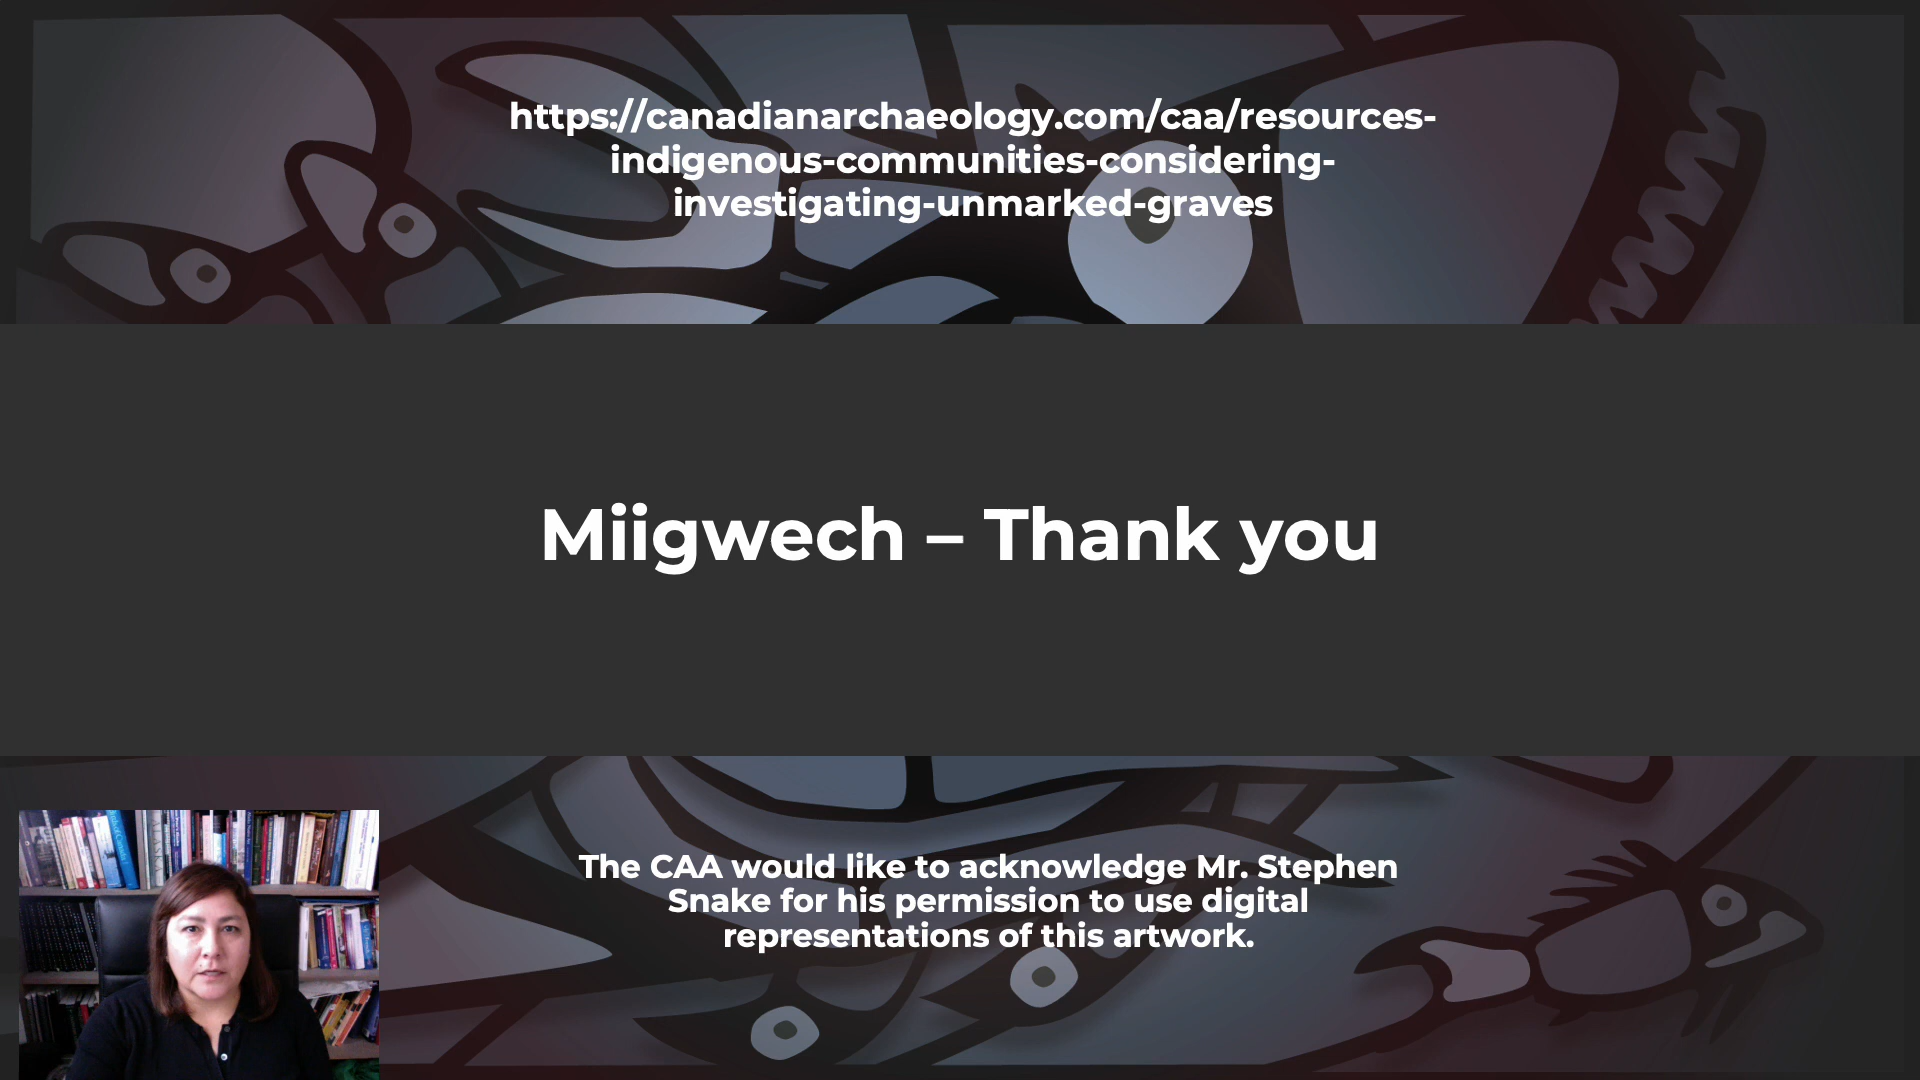 https://canadianarchaeology.com/caa/resources-
indigenous-communities-considering-
investigating-unmarked-graves
Miigwech – Thank you
The CAA would like to acknowledge Mr. Stephen
Snake for his permission to use digital
representations of this artwork.